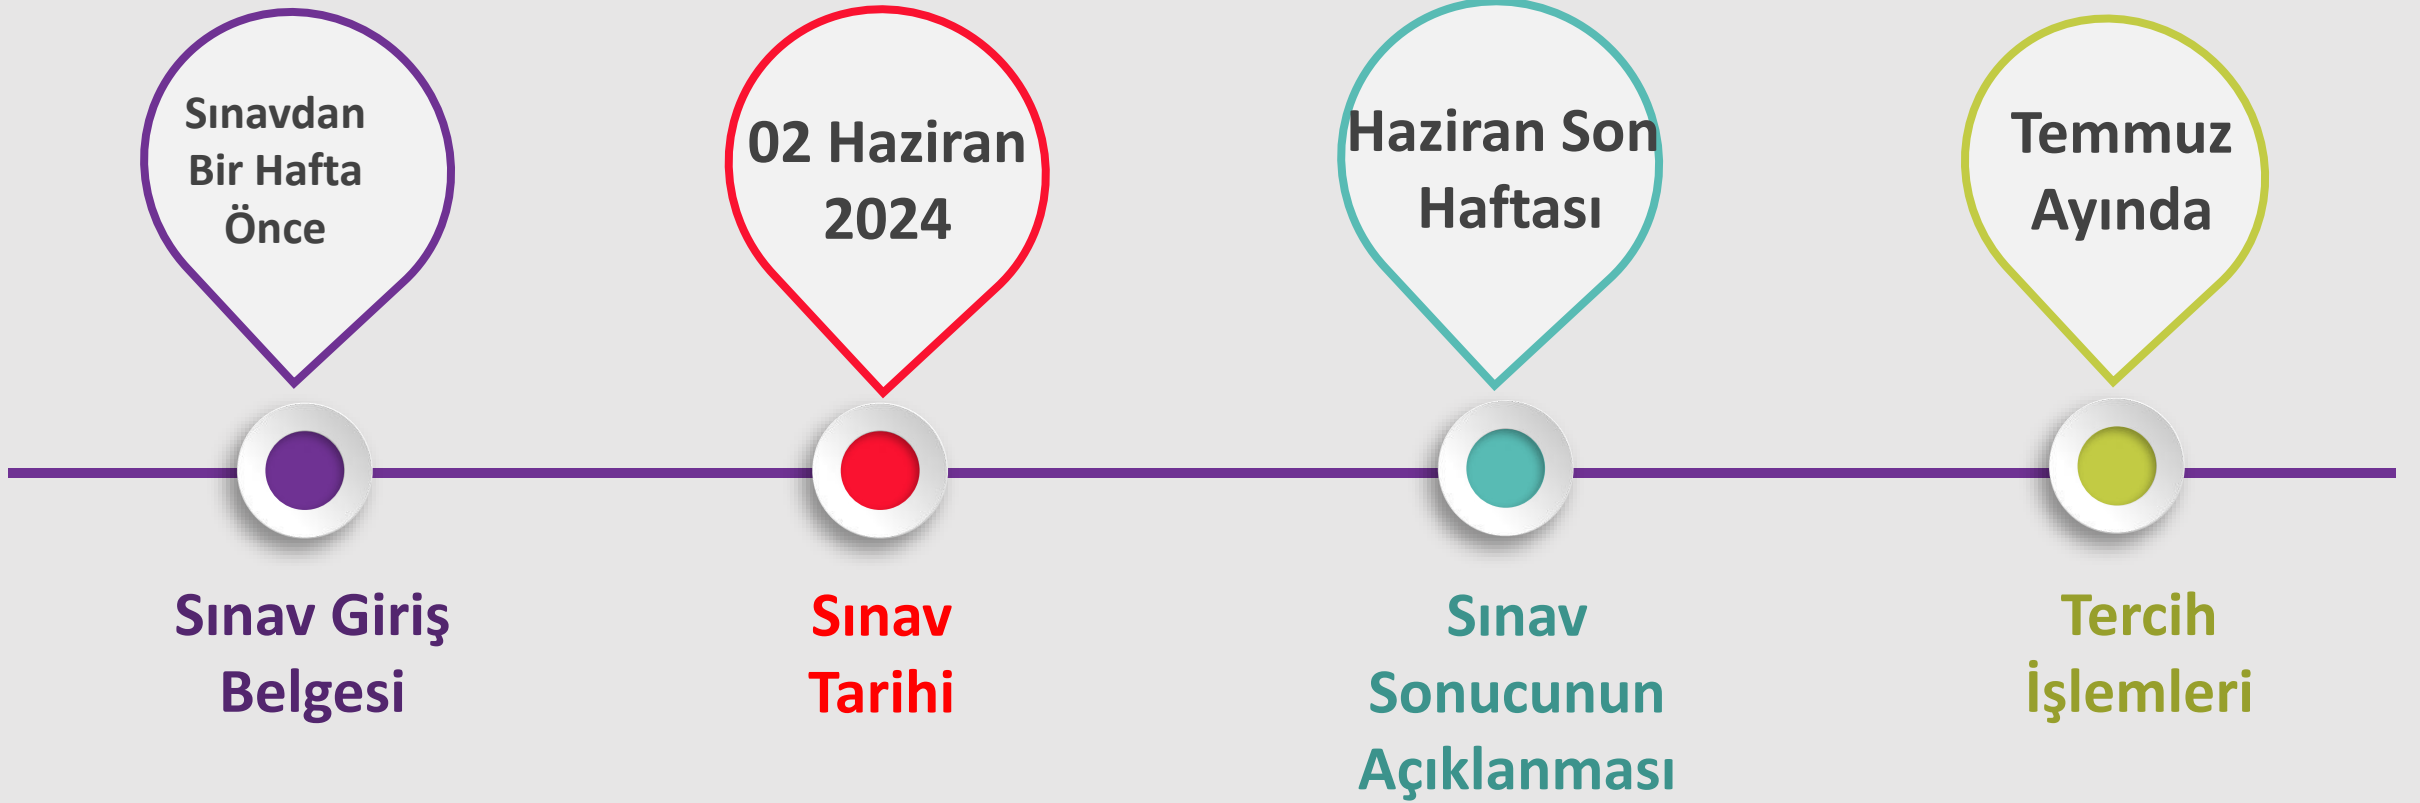 Sınavdan
Bir Hafta
Önce
02 Haziran
2024
Haziran Son
Haftası
Temmuz
Ayında
Sınav Giriş
Belgesi
Sınav
Tarihi
Sınav
Sonucunun
Açıklanması
Tercih
İşlemleri